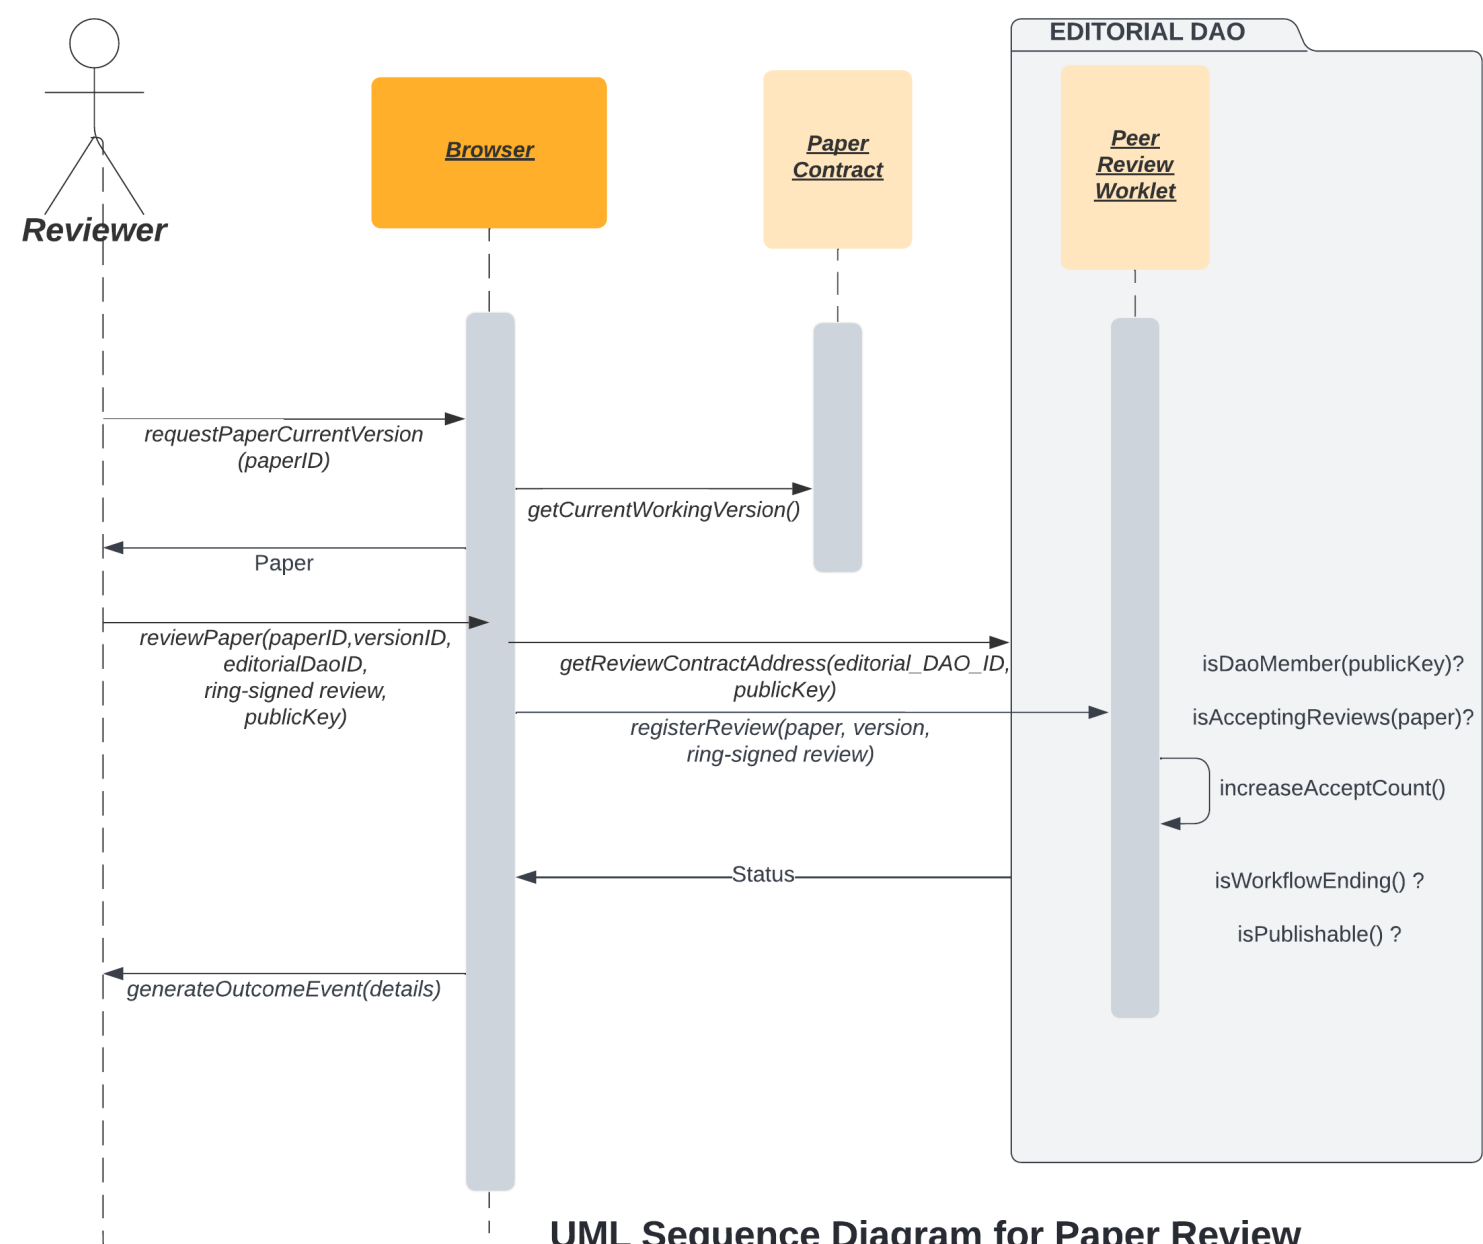 EDITORIAL DAO
Browser
Paper
Contract
Peer
Review
Worklet
Reviewer
requestPaperCurrentVersion
(paperID)
getCurrentWorkingVersion()
Paper
reviewPaper(paperID,versionID,
editorialDaoID,
ring-signed review,
publicKey)
getReviewContractAddress(editorial_DAO_ID,
publicKey)
isDaoMember(publicKey)?
isAcceptingReviews(paper)?
registerReview(paper, version,
ring-signed review)
increaseAcceptCount()
Status
isWorkflowEnding() ?
isPublishable() ?
generateOutcomeEvent(details)
UML Sequence Diagram for Paper Review